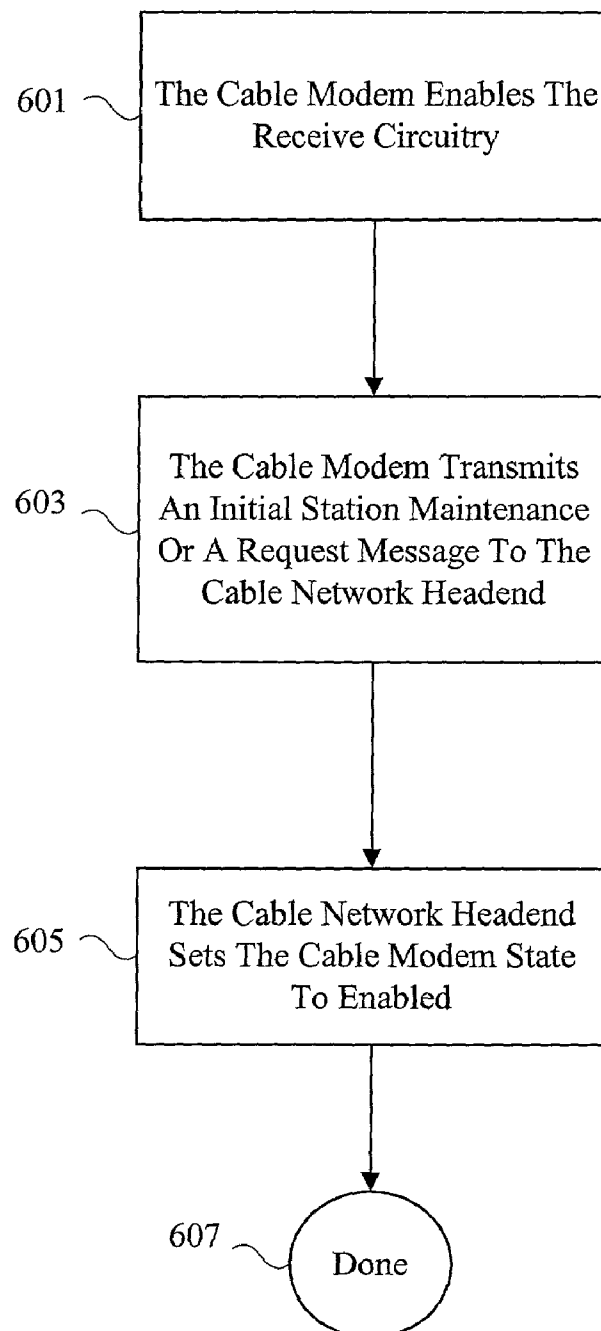 601
The Cable Modem Enables The
Receive Circuitry
603
The Cable Modem Transmits
An Initial Station Maintenance
Or A Request Message To The
Cable Network Headend
605
The Cable Network Headend
Sets The Cable Modem State
To Enabled
607
Done